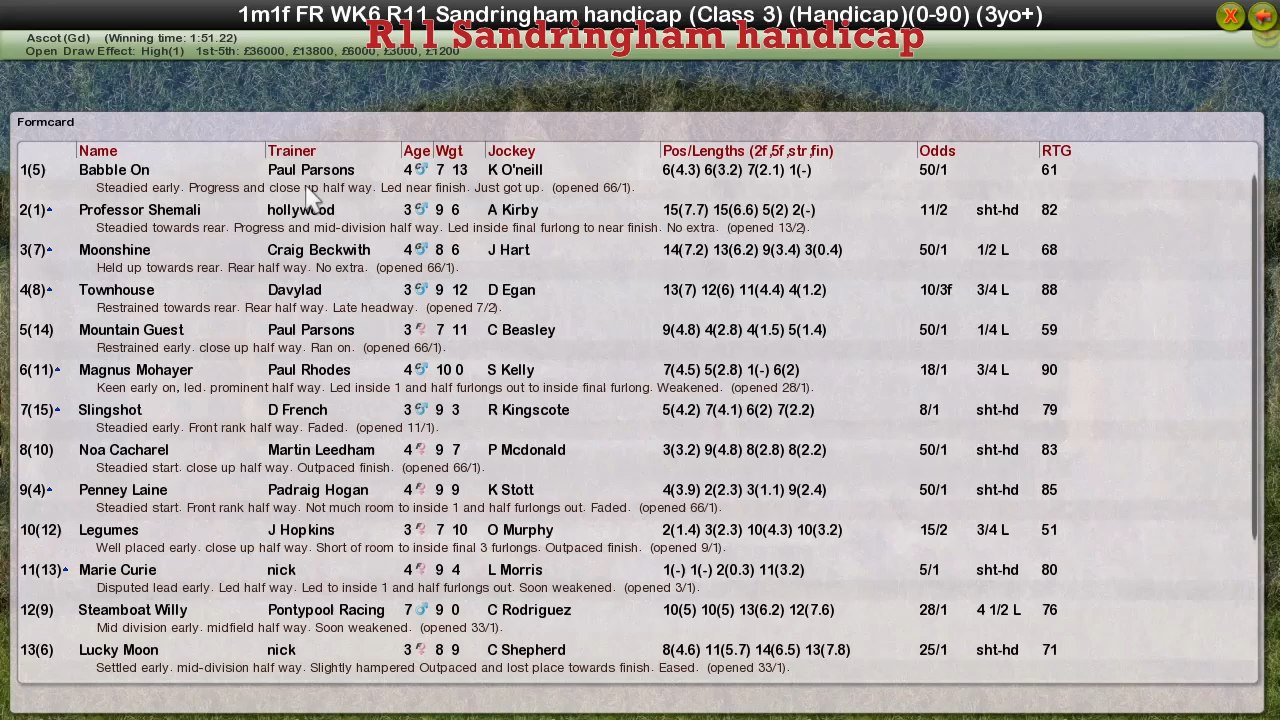 1m1f FR WK6 R11 Sandringham handicap (Class 3) (Handicap)(0-90) (3yo+)
R11 Sandringham handicap
Ascot(Gd) (Winning time: 1:51.22)
Open Draw Effect: High(1) 1st-5th: £36000, £13800, £6000, £3000, £1200
Formcard
Name Trainer Age Wgt Jockey Pos/Lengths (2f,5f,str,fin) Odds RTG
1(5) Babble On Paul Parsons 4 7 13 K O'neill 6(4.3) 6(3.2) 7(2.1) 1(-) 50/1 61
Steadied early. Progress and close up half way. Led near finish. Just got up. (opened 66/1).
2(1) Professor Shemali hollywood 3 9 6 A Kirby 15(7.7) 15(6.6) 5(2) 2(-) 11/2 sht-hd 82
Steadied towards rear. Progress and mid-division half way. Led inside final furlong to near finish. No extra. (opened 13/2).
3(7) Moonshine Craig Beckwith 4 8 6 J Hart 14(7.2) 13(6.2) 9(3.4) 3(0.4) 50/1 1/2 L 68
Held up towards rear. Rear half way. No extra. (opened 66/1).
4(8) Townhouse Davylad 3 9 12 D Egan 13(7) 12(6) 11(4.4) 4(1.2) 10/3f 3/4 L 88
Restrained towards rear. Rear half way. Late headway. (opened 7/2).
5(14) Mountain Guest Paul Parsons 3 7 11 C Beasley 9(4.8) 4(2.8) 4(1.5) 5(1.4) 50/1 1/4 L 59
Restrained early. close up half way. Ran on. (opened 66/1).
6(11) Magnus Mohayer Paul Rhodes 4 10 0 S Kelly 7(4.5) 5(2.8) 1(-) 6(2) 18/1 3/4 L 90
Keen early on, led. prominent half way. Led inside 1 and half furlongs out to inside final furlong. Weakened. (opened 28/1).
7(15) Slingshot D French 3 9 3 R Kingscote 5(4.2) 7(4.1) 6(2) 7(2.2) 8/1 sht-hd 79
Steadied early. Front rank half way. Faded. (opened 11/1).
8(10) Noa Cacharel Martin Leedham 4 9 7 P Mcdonald 3(3.2) 9(4.8) 8(2.8) 8(2.2) 50/1 sht-hd 83
Steadied start. close up half way. Outpaced finish. (opened 66/1).
9(4) Penney Laine Padraig Hogan 4 9 9 K Stott 4(3.9) 2(2.3) 3(1.1) 9(2.4) 50/1 sht-hd 85
Steadied start. Front rank half way. Not much room to inside 1 and half furlongs out. Faded. (opened 66/1).
10(12) Legumes J Hopkins 3 7 10 O Murphy 2(1.4) 3(2.3) 10(4.3) 10(3.2) 15/2 3/4 L 51
Well placed early. close up half way. Short of room to inside final 3 furlongs. Outpaced finish. (opened 9/1).
11(13) Marie Curie nick 4 9 4 L Morris 1(-) 1(-) 2(0.3) 11(3.2) 5/1 sht-hd 80
Disputed lead early. Led half way. Led to inside 1 and half furlongs out. Soon weakened. (opened 3/1).
12(9) Steamboat Willy Pontypool Racing 7 9 0 C Rodriguez 10(5) 10(5) 13(6.2) 12(7.6) 28/1 4 1/2 L 76
Mid division early. midfield half way. Soon weakened. (opened 33/1).
13(6) Lucky Moon nick 3 8 9 C Shepherd 8(4.6) 11(5.7) 14(6.5) 13(7.8) 25/1 sht-hd 71
Settled early. mid-division half way. Slightly hampered Outpaced and lost place towards finish. Eased. (opened 33/1).